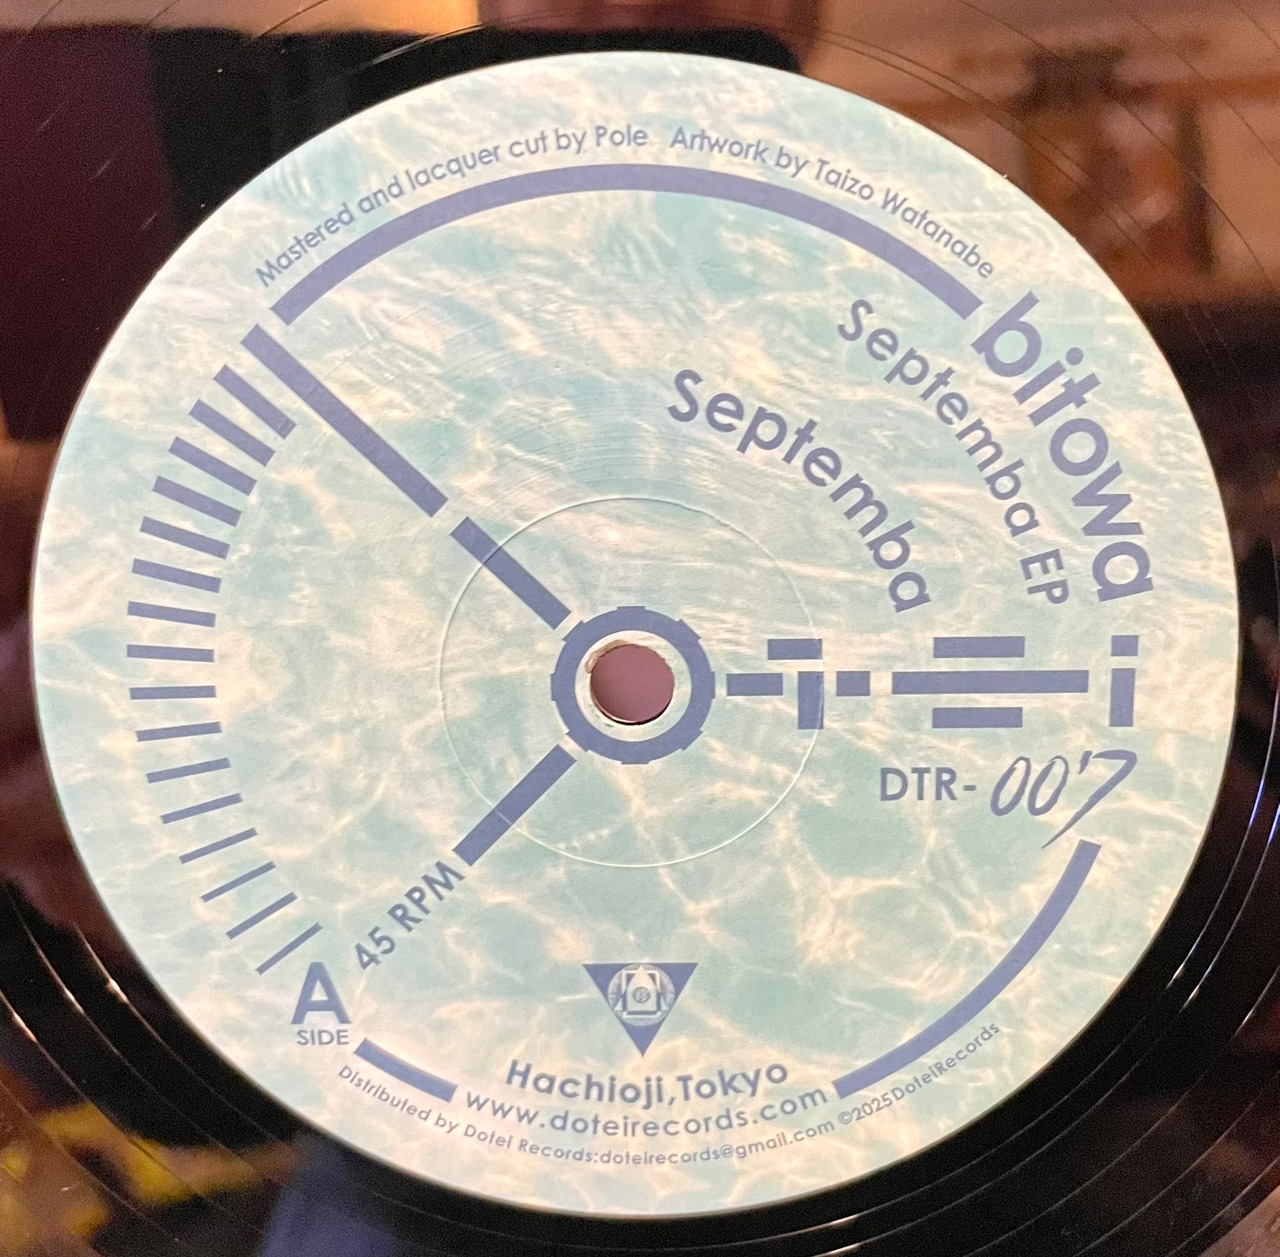 Mastered and lacquer cut by Pole Artwork by Taizo Watanabe
bitowa
Septemba EP
Septemba
DTR-007
45 RPM
A
SIDE
Hachioji,Tokyo
www.doteirecords.com
Distributed by Dotei Records:doteirecords@gmail.com ©2025DoteiRecords